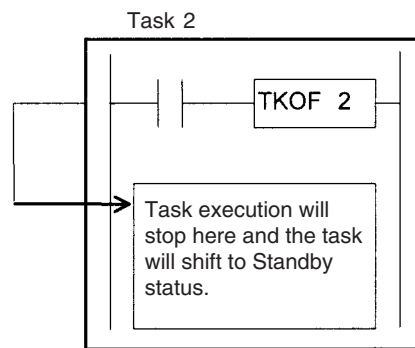 Task 2
TKOF 2
Task execution will
stop here and the task
will shift to Standby
status.